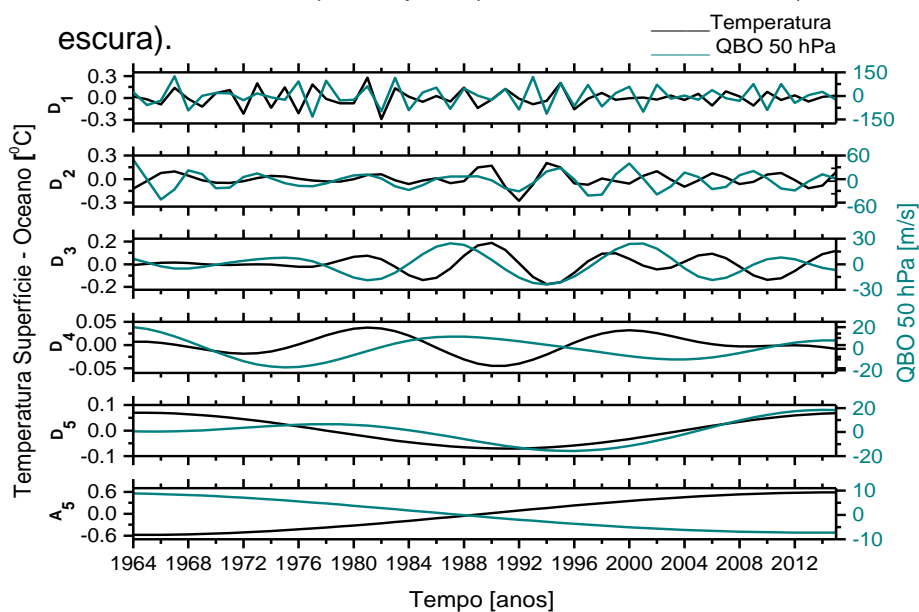 escura).
Temperatura
QBO 50 hPa
Temperatura Superfície - Oceano [⁰C]
QBO 50 hPa [m/s]
D₁
0.3
0.0
-0.3
150
0
-150
D₂
0.3
0.0
-0.3
60
0
-60
D₃
0.2
0.0
-0.2
30
0
-30
D₄
0.05
0.00
-0.05
20
0
-20
D₅
0.1
0.0
-0.1
20
0
-20
A₅
0.6
0.0
-0.6
10
0
-10
1964 1968 1972 1976 1980 1984 1988 1992 1996 2000 2004 2008 2012
Tempo [anos]